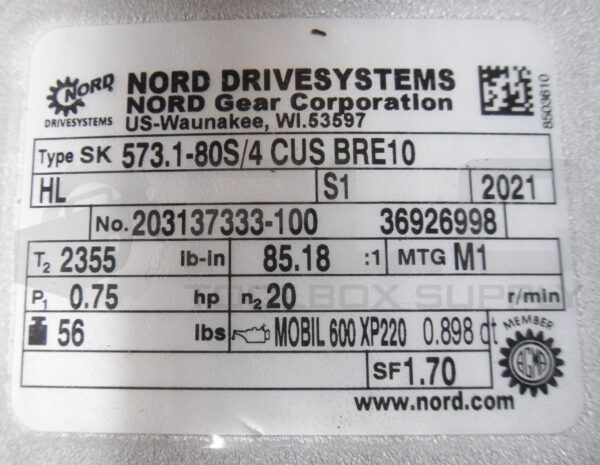 NORD DRIVESYSTEMS
NORD
DRIVESYSTEMS
NORD Gear Corporation
US-Waunakee, WI.53597
8503610
Type SK 573.1-80S/4 CUS BRE10
HL S1 2021
No. 203137333-100 36926998
T2 2355 lb-in 85.18 :1 MTG M1
P1 0.75 hp n2 20 r/min
TOOLBOX SUPPLY
56 lbs MOBIL 600 XP220 0.898 qt
MEMBER
AGMA
SF 1.70
www.nord.com